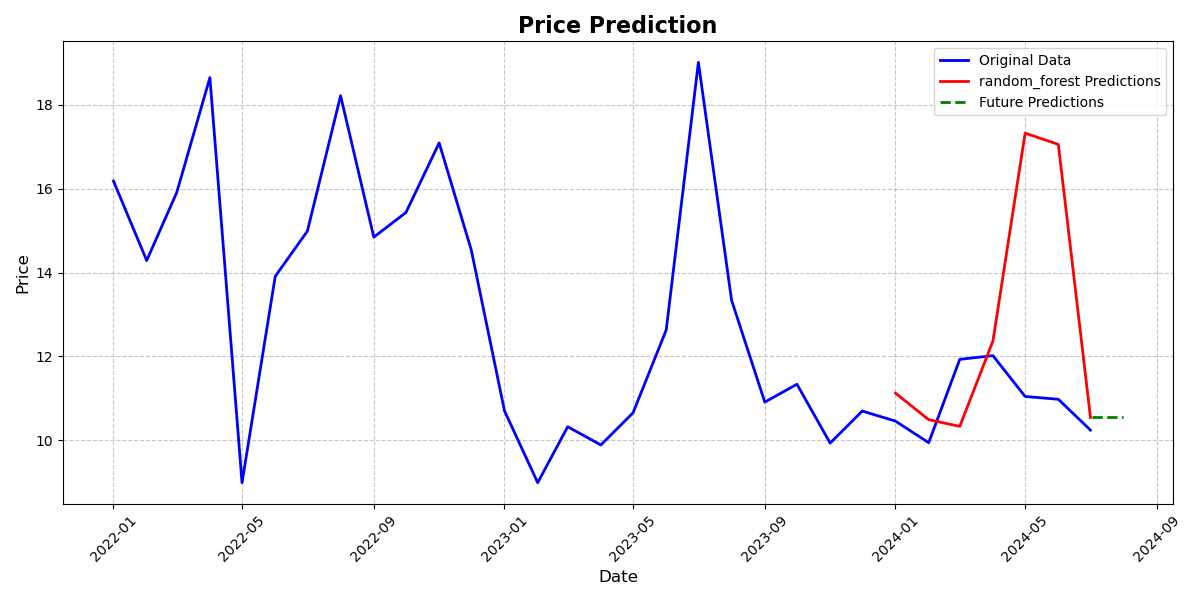 Price Prediction
Original Data
random_forest Predictions
Future Predictions
Price
18
16
14
12
10
2022-01
2022-05
2022-09
2023-01
2023-05
2023-09
2024-01
2024-05
2024-09
Date